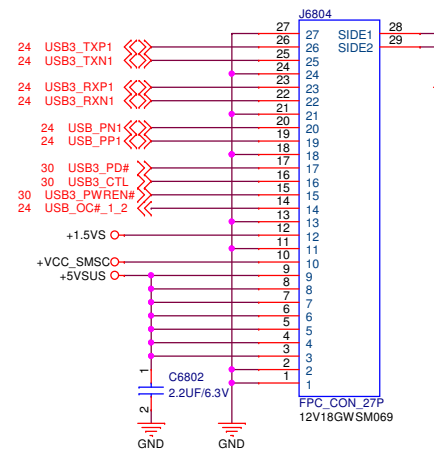 J6804
27 27 SIDE1 28
24 USB3_TXP1 26 26 SIDE2 29
24 USB3_TXN1 25 25
24 24
24 USB3_RXP1 23 23
24 USB3_RXN1 22 22
21 21
24 USB_PN1 20 20
24 USB_PP1 19 19
18 18
30 USB3_PD# 17 17
30 USB3_CTL 16 16
30 USB3_PWREN# 15 15
24 USB_OC#_1_2 14 14
13 13
+1.5VS 12 12
11 11
+VCC_SMSC 10 10
+5VSUS 9 9
8 8
7 7
6 6
5 5
4 4
3 3
2 2
1 1
1
C6802
2.2UF/6.3V
2
FPC_CON_27P
12V18GWSM069
GND GND